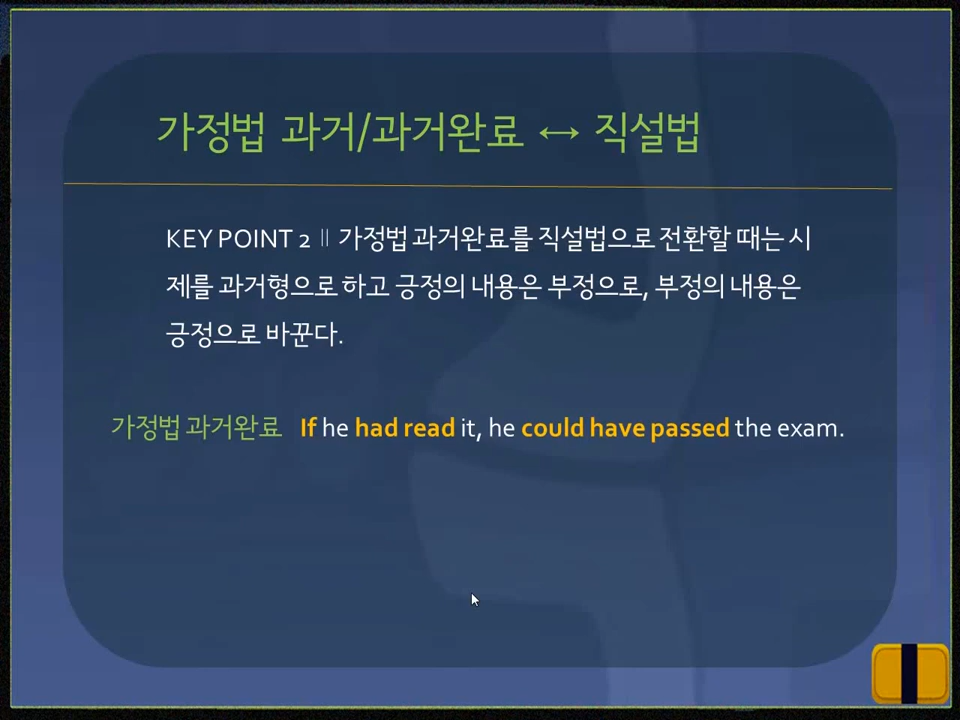 가정법 과거/과거완료 ↔ 직설법
KEY POINT 2 ∥ 가정법 과거완료를 직설법으로 전환할 때는 시
제를 과거형으로 하고 긍정의 내용은 부정으로, 부정의 내용은
긍정으로 바꾼다.
가정법 과거완료 If he had read it, he could have passed the exam.